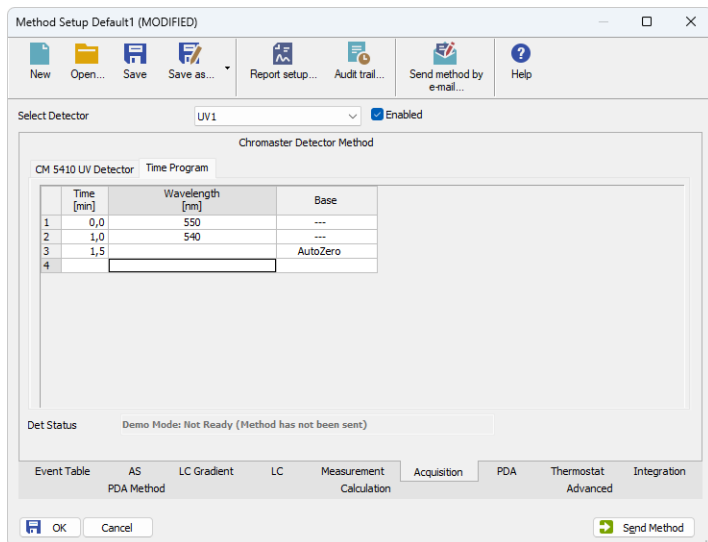 Method Setup Default1 (MODIFIED)
New Open... Save Save as... Report setup... Audit trail... Send method by e-mail... Help
Select Detector UV1 Enabled
Chromaster Detector Method
CM 5410 UV Detector Time Program
Time [min] Wavelength [nm] Base
1 0,0 550 ---
2 1,0 540 ---
3 1,5 AutoZero
4
Det Status Demo Mode: Not Ready (Method has not been sent)
Event Table AS LC Gradient LC Measurement Acquisition PDA Thermostat Integration
PDA Method Calculation Advanced
OK Cancel Send Method